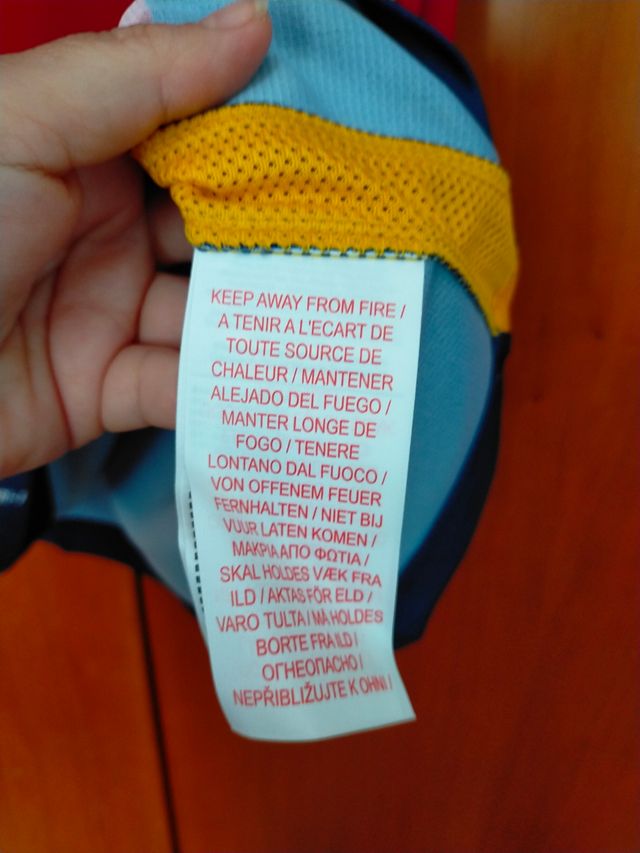 KEEP AWAY FROM FIRE /
A TENIR A L'ECART DE
TOUTE SOURCE DE
CHALEUR / MANTENER
ALEJADO DEL FUEGO /
MANTER LONGE DE
FOGO / TENERE
LONTANO DAL FUOCO /
VON OFFENEM FEUER
FERNHALTEN / NIET BIJ
VUUR LATEN KOMEN /
ΜΑΚΡΙΑ ΑΠΟ ΦΩΤΙΑ /
SKAL HOLDES VÆK FRA
ILD / AKTAS FÖR ELD /
VARO TULTA / MÅ HOLDES
BORTE FRA ILD /
ОГНЕОПАСНО /
NEPŘIBLIŽUJTE K OHNI /